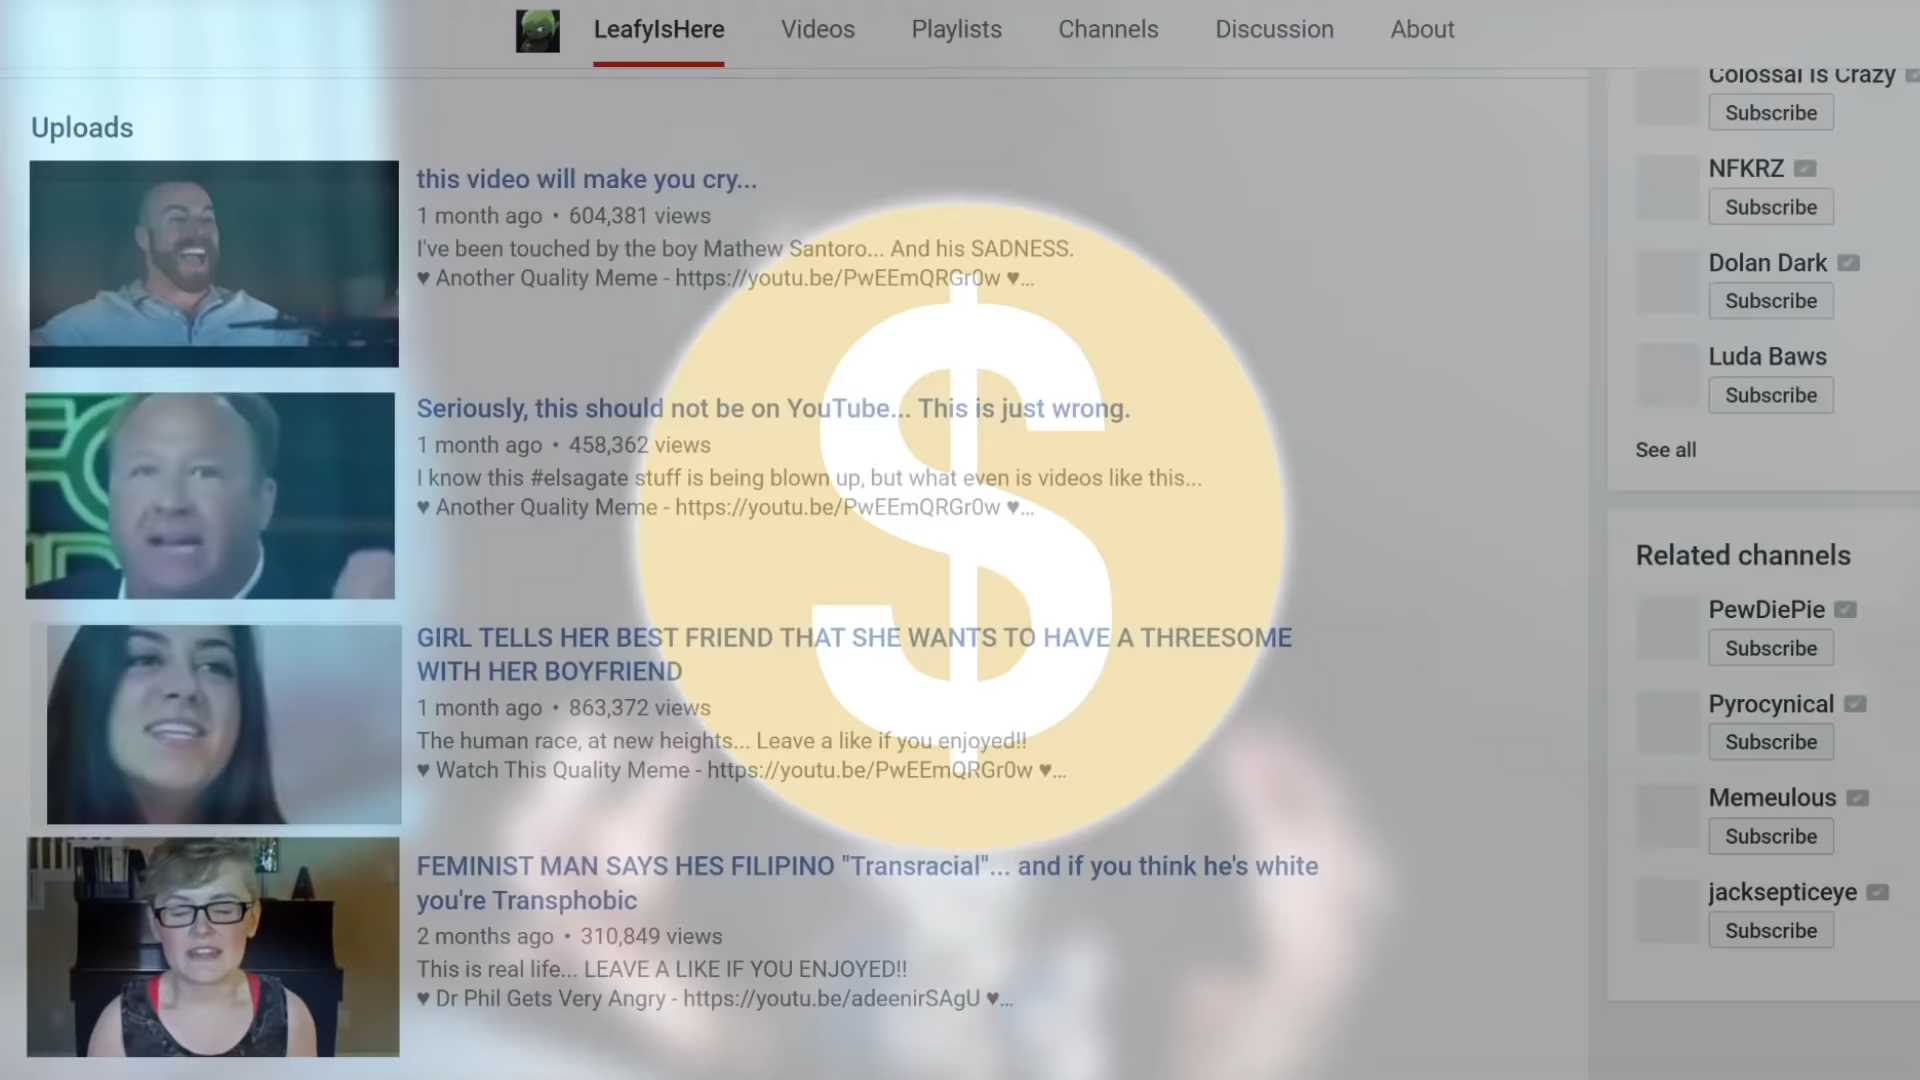 LeafyIsHere Videos Playlists Channels Discussion About
Uploads
this video will make you cry...
1 month ago • 604,381 views
I've been touched by the boy Mathew Santoro... And his SADNESS.
♥ Another Quality Meme - https://youtu.be/PwEEmQRGr0w ♥...
Seriously, this should not be on YouTube... This is just wrong.
1 month ago • 458,362 views
I know this #elsagate stuff is being blown up, but what even is videos like this...
♥ Another Quality Meme - https://youtu.be/PwEEmQRGr0w ♥...
GIRL TELLS HER BEST FRIEND THAT SHE WANTS TO HAVE A THREESOME
WITH HER BOYFRIEND
1 month ago • 863,372 views
The human race, at new heights... Leave a like if you enjoyed!!
♥ Watch This Quality Meme - https://youtu.be/PwEEmQRGr0w ♥...
FEMINIST MAN SAYS HES FILIPINO "Transracial"... and if you think he's white
you're Transphobic
2 months ago • 310,849 views
This is real life... LEAVE A LIKE IF YOU ENJOYED!!
♥ Dr Phil Gets Very Angry - https://youtu.be/adeenirSAgU ♥...
$
Colossal Is Crazy
Subscribe
NFKRZ
Subscribe
Dolan Dark
Subscribe
Luda Baws
Subscribe
See all
Related channels
PewDiePie
Subscribe
Pyrocynical
Subscribe
Memeulous
Subscribe
jacksepticeye
Subscribe